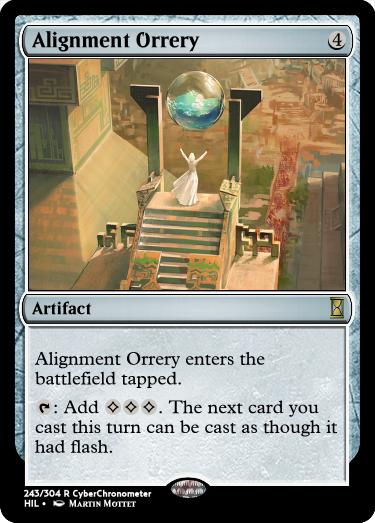 Alignment Orrery 4
Artifact
Alignment Orrery enters the
battlefield tapped.
: Add ◇◇◇. The next card you
cast this turn can be cast as though it
had flash.
243/304 R CyberChronometer
HIL • Martin Mottet